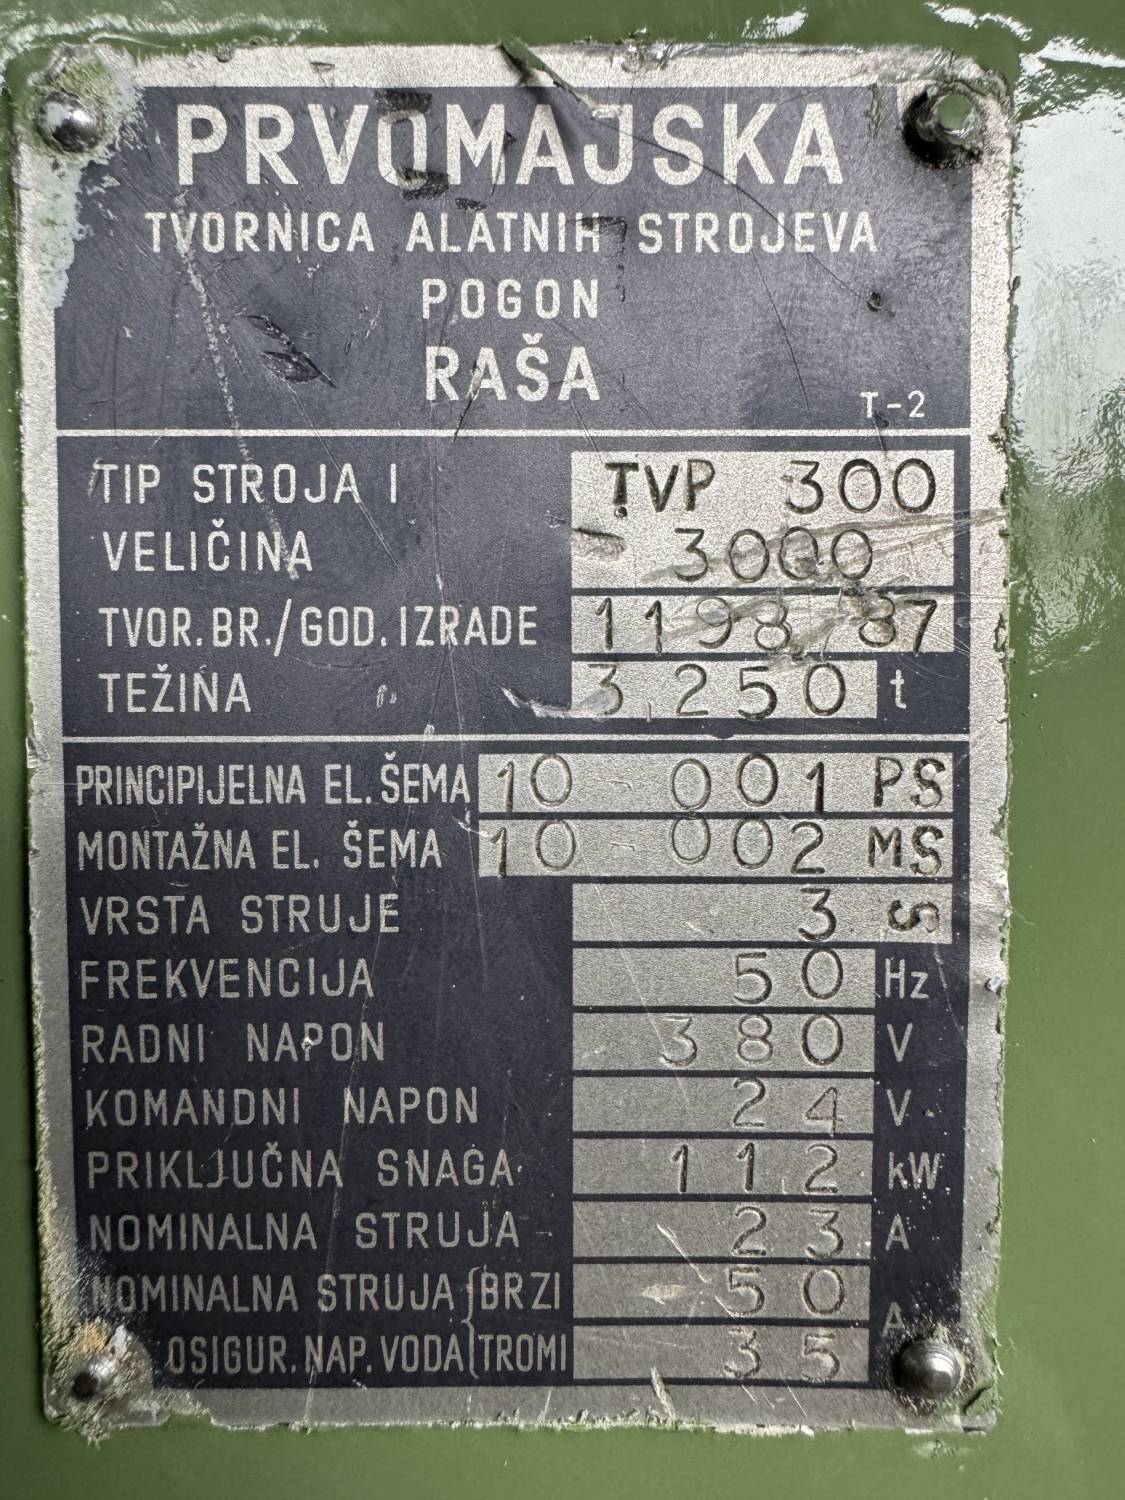 PRVOMAJSKA
TVORNICA ALATNIH STROJEVA
POGON
RAŠA
T-2
TIP STROJA I TVP 300
VELIČINA 3000
TVOR.BR./GOD. IZRADE 1198 87
TEŽINA 3,250 t
PRINCIPIJELNA EL. ŠEMA 10 - 001 PS
MONTAŽNA EL. ŠEMA 10 - 002 MS
VRSTA STRUJE 3 S
FREKVENCIJA 50 Hz
RADNI NAPON 380 V
KOMANDNI NAPON 24 V
PRIKLJUČNA SNAGA 112 kW
NOMINALNA STRUJA 23 A
NOMINALNA STRUJA { BRZI 50 A
OSIGUR. NAP. VODA { TROMI 35